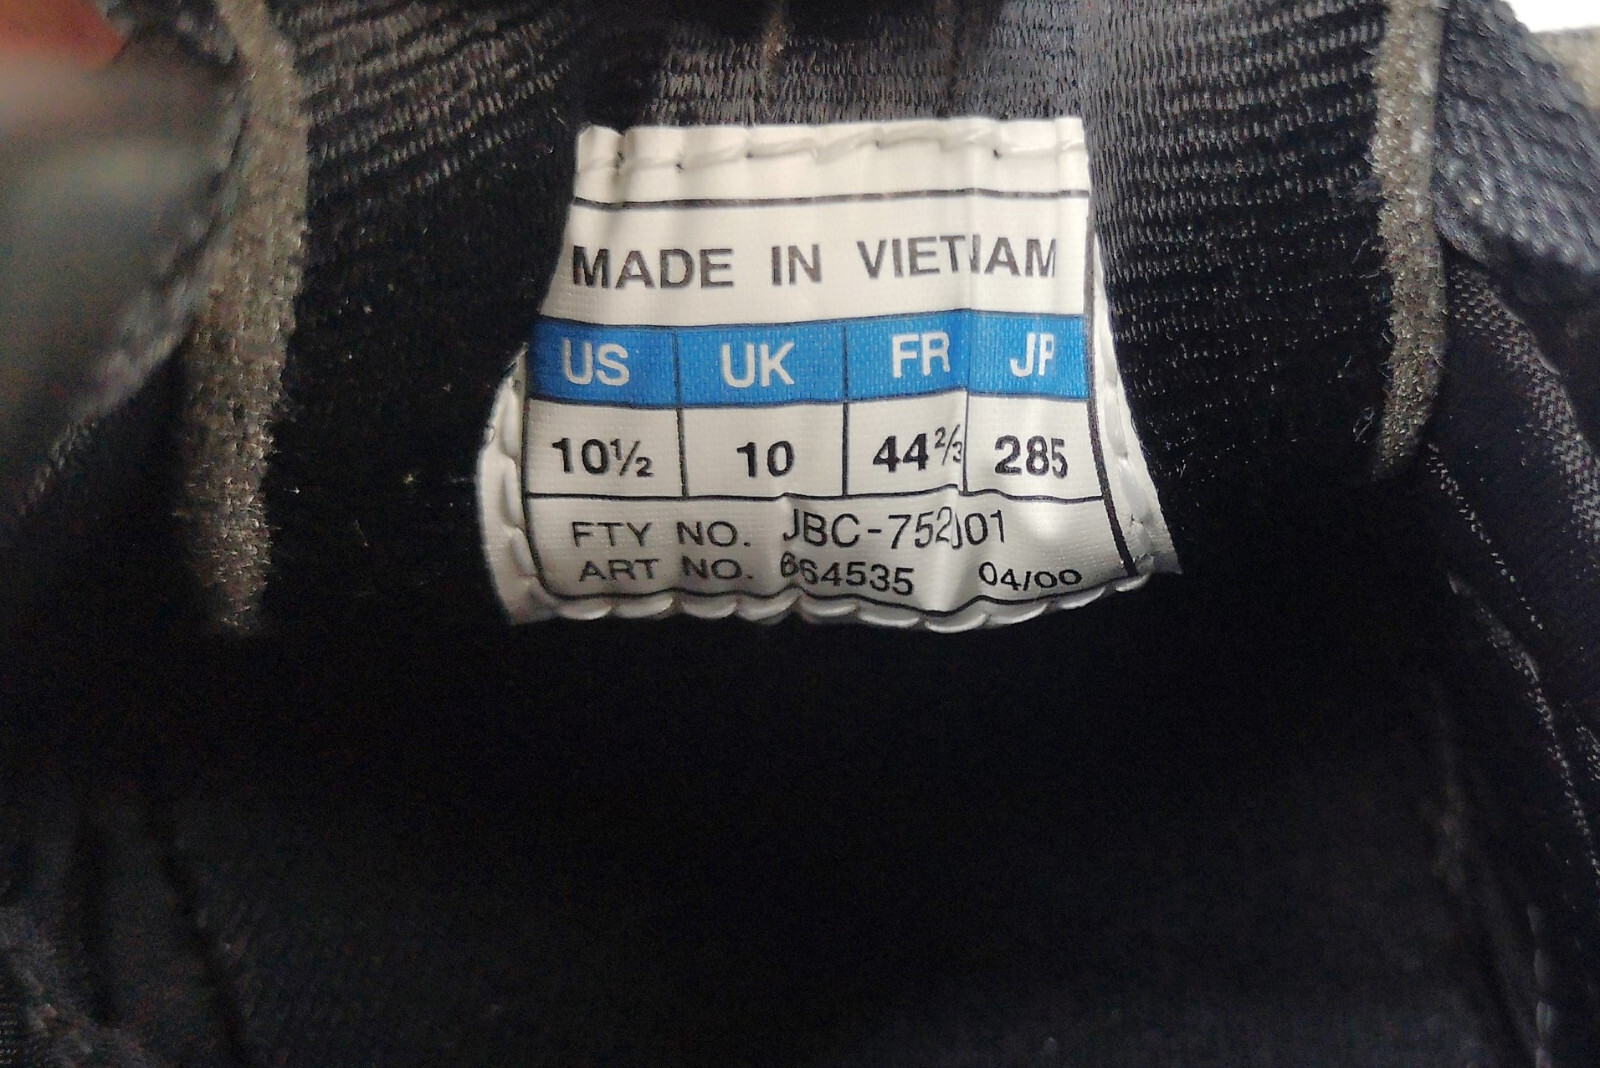 MADE IN VIETNAM
US UK FR JP
10½ 10 44⅔ 285
FTY NO. JBC-752001
ART NO. 664535 04/00